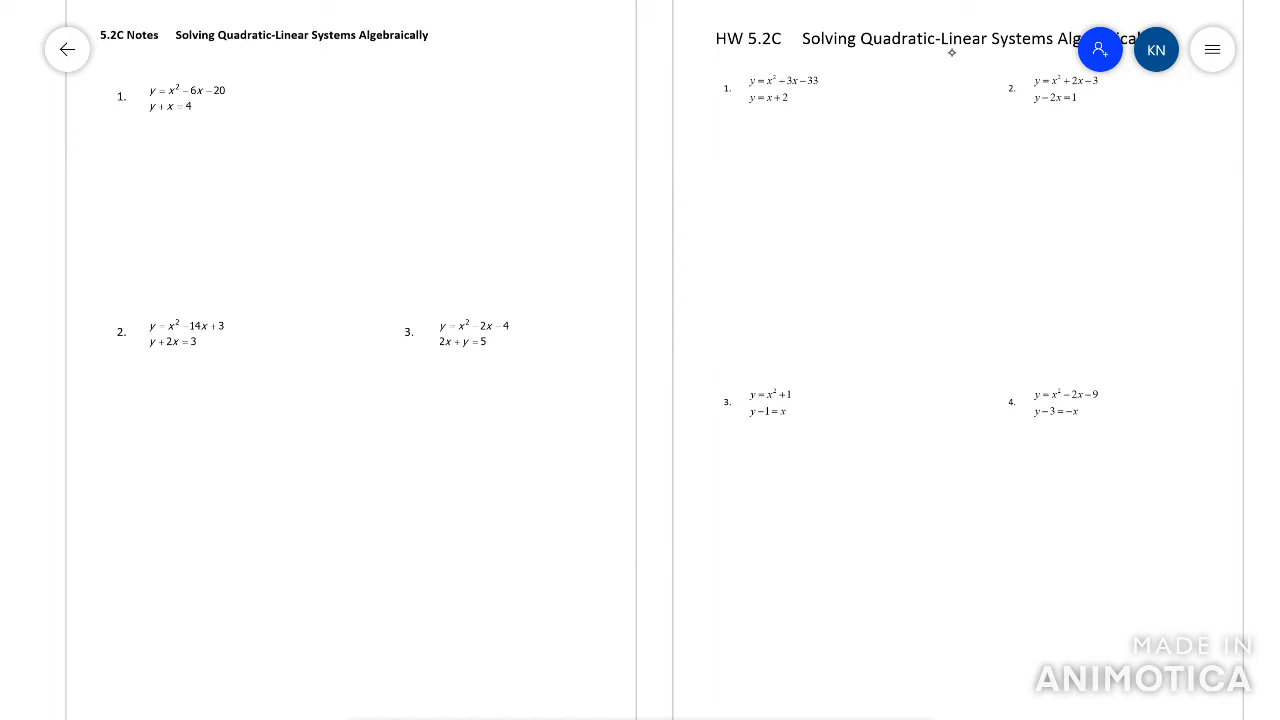 5.2C Notes Solving Quadratic-Linear Systems Algebraically
1. y = x² − 6x − 20
y + x = 4
2. y = x² − 14x + 3
y + 2x = 3
3. y = x² − 2x − 4
2x + y = 5
HW 5.2C Solving Quadratic-Linear Systems
KN
1. y = x² − 3x − 33
y = x + 2
2. y = x² + 2x − 3
y − 2x = 1
3. y = x² + 1
y − 1 = x
4. y = x² − 2x − 9
y − 3 = −x
MADE IN
ANIMOTICA